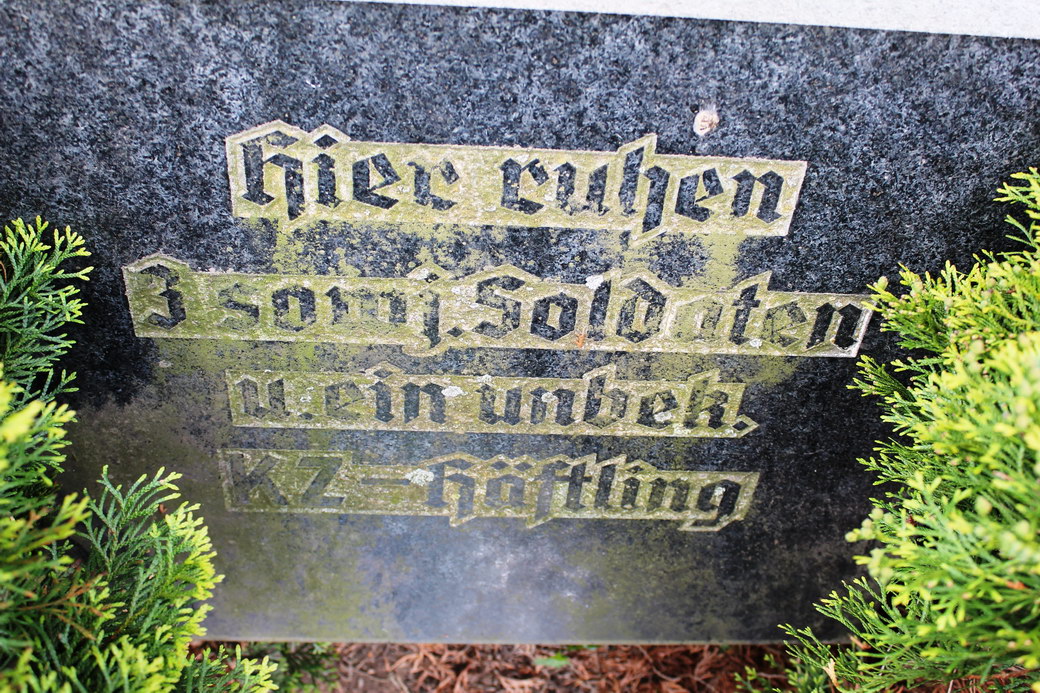 Hier ruhen
3 sowj. Soldaten
u. ein unbek.
KZ-Häftling